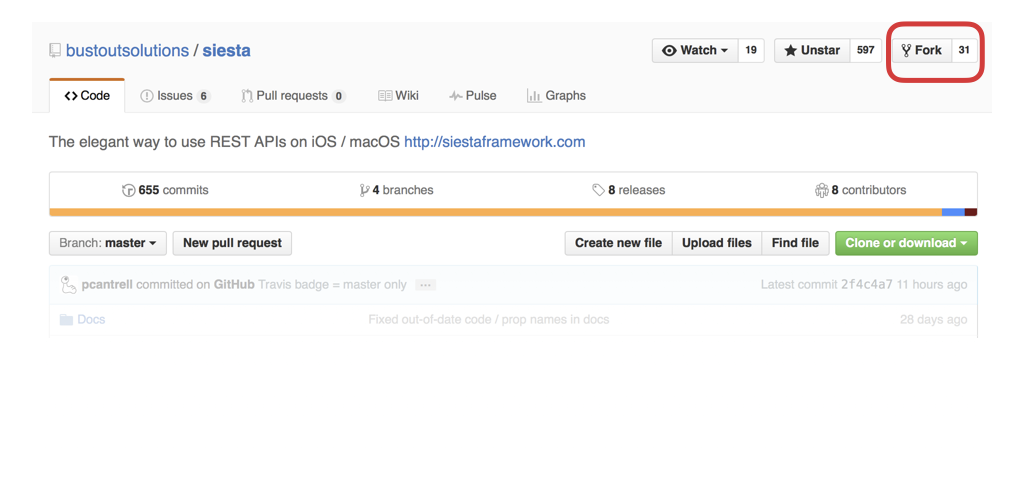 bustoutsolutions / siesta Watch 19 Unstar 597 Fork 31
Code Issues 6 Pull requests 0 Wiki Pulse Graphs
The elegant way to use REST APIs on iOS / macOS http://siestaframework.com
655 commits 4 branches 8 releases 8 contributors
Branch: master New pull request Create new file Upload files Find file Clone or download
pcantrell committed on GitHub Travis badge = master only ... Latest commit 2f4c4a7 11 hours ago
Docs Fixed out-of-date code / prop names in docs 28 days ago